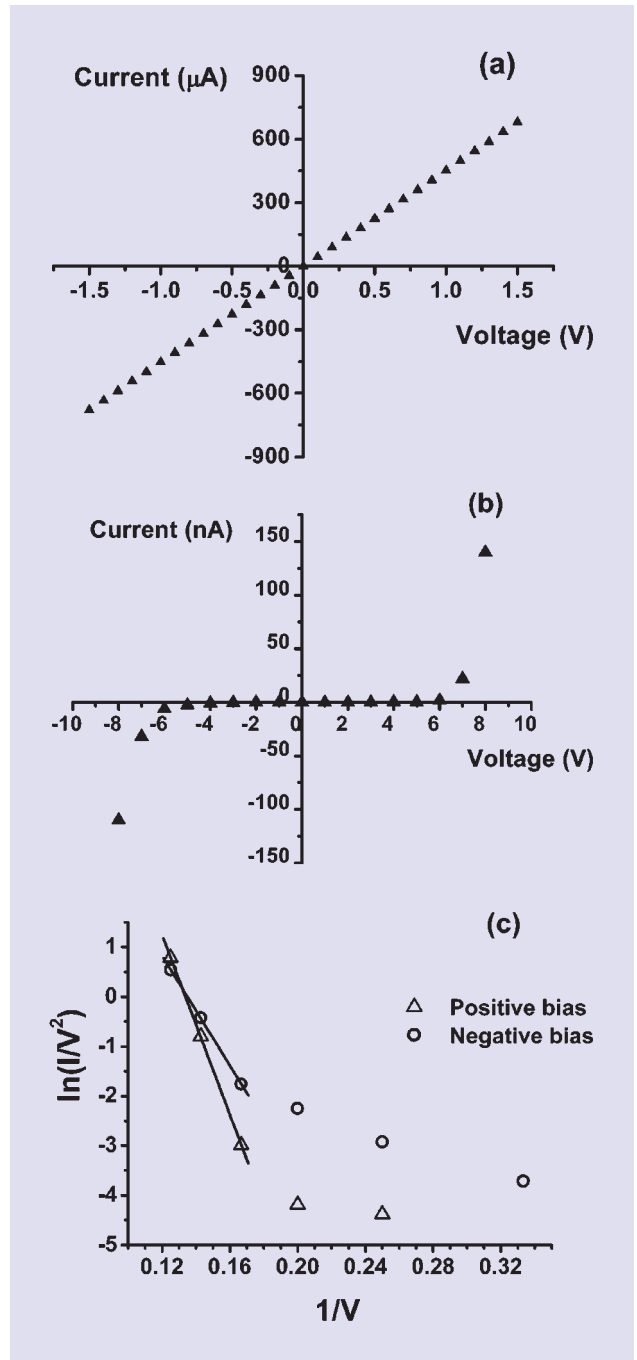 Current (μA)
(a)
900
600
300
0
-1.5 -1.0 -0.5 0.0 0.5 1.0 1.5
-300
Voltage (V)
-600
-900
(b)
Current (nA)
150
100
50
0
-10 -8 -6 -4 -2 0 2 4 6 8 10
-50
Voltage (V)
-100
-150
(c)
1
0
Positive bias
Negative bias
-1
ln(I/V²)
-2
-3
-4
-5
0.12 0.16 0.20 0.24 0.28 0.32
1/V